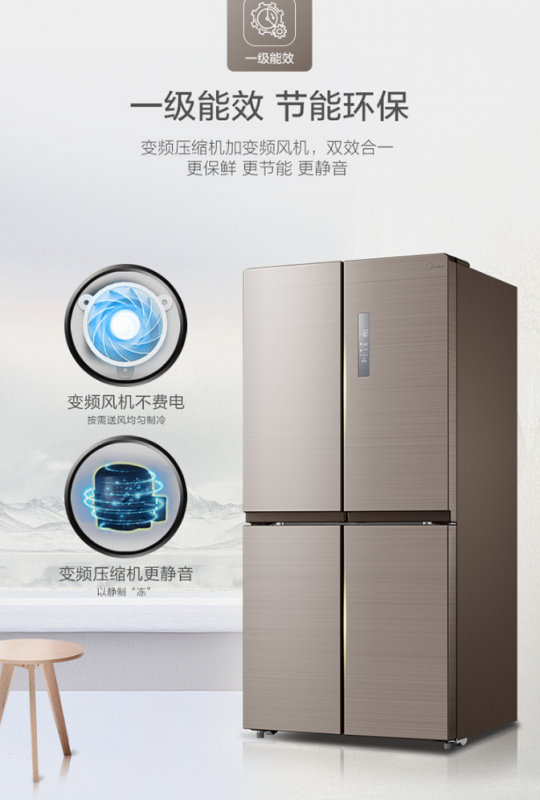 一级能效
一级能效 节能环保
变频压缩机加变频风机，双效合一
更保鲜 更节能 更静音
Midea
变频风机不费电
按需送风均匀制冷
变频压缩机更静音
以静制“冻”